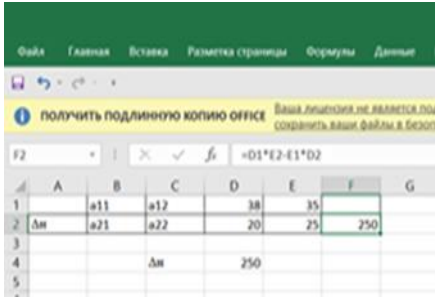 Файл Главная Вставка Разметка страницы Формулы Данные
ПОЛУЧИТЬ ПОДЛИННУЮ КОПИЮ OFFICE Ваша лицензия не является под
сохранить ваши файлы в безоп
F2 fx =D1*E2-E1*D2
A B C D E F G
1 a11 a12 38 35
2 Δн a21 a22 20 25 250
3
4 Δн 250
5